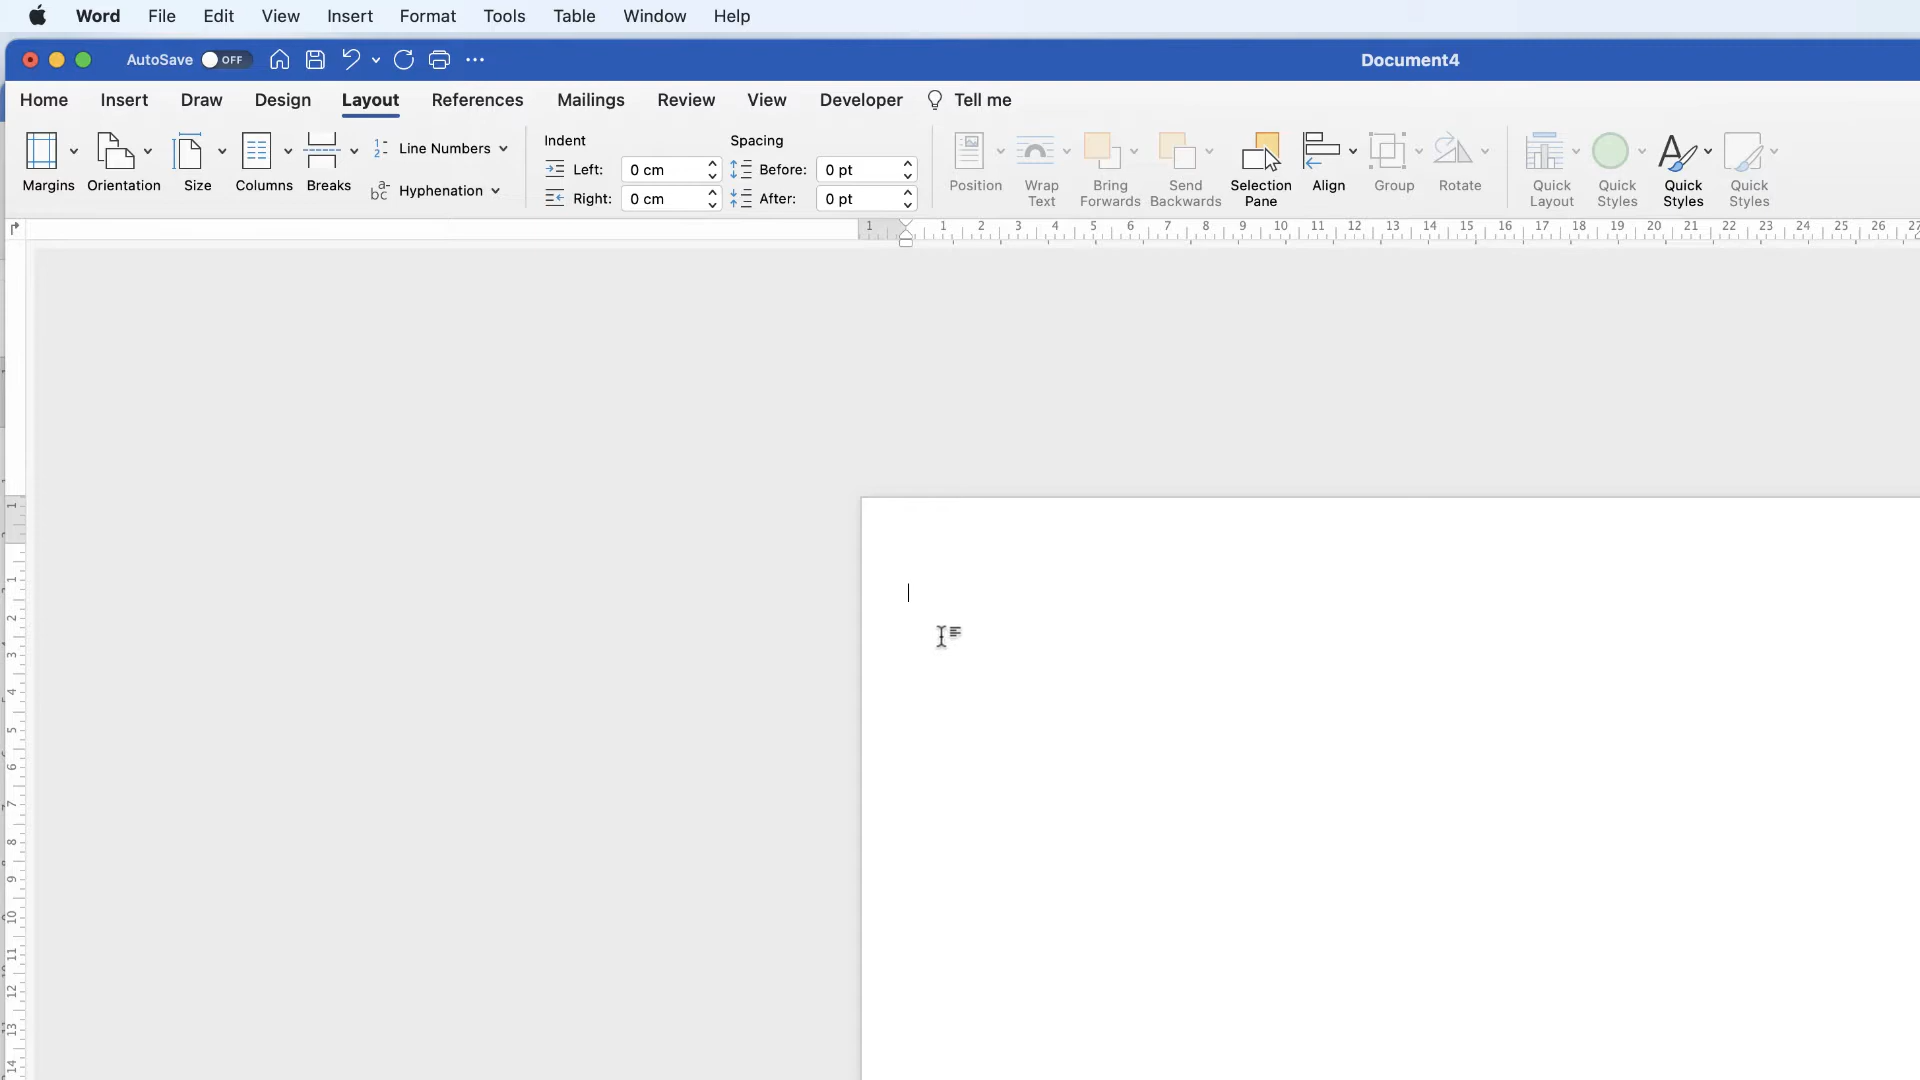 Word File Edit View Insert Format Tools Table Window Help
AutoSave OFF Document4
Home Insert Draw Design Layout References Mailings Review View Developer Tell me
Margins Orientation Size Columns Breaks
Line Numbers
Hyphenation
Indent Spacing
Left: 0 cm Before: 0 pt
Right: 0 cm After: 0 pt
Position Wrap Text Bring Forwards Send Backwards Selection Pane Align Group Rotate Quick Layout Quick Styles Quick Styles Quick Styles
1 1 2 3 4 5 6 7 8 9 10 11 12 13 14 15 16 17 18 19 20 21 22 23 24 25 26 27
1
1
2
3
4
5
6
7
8
9
10
11
12
13
14